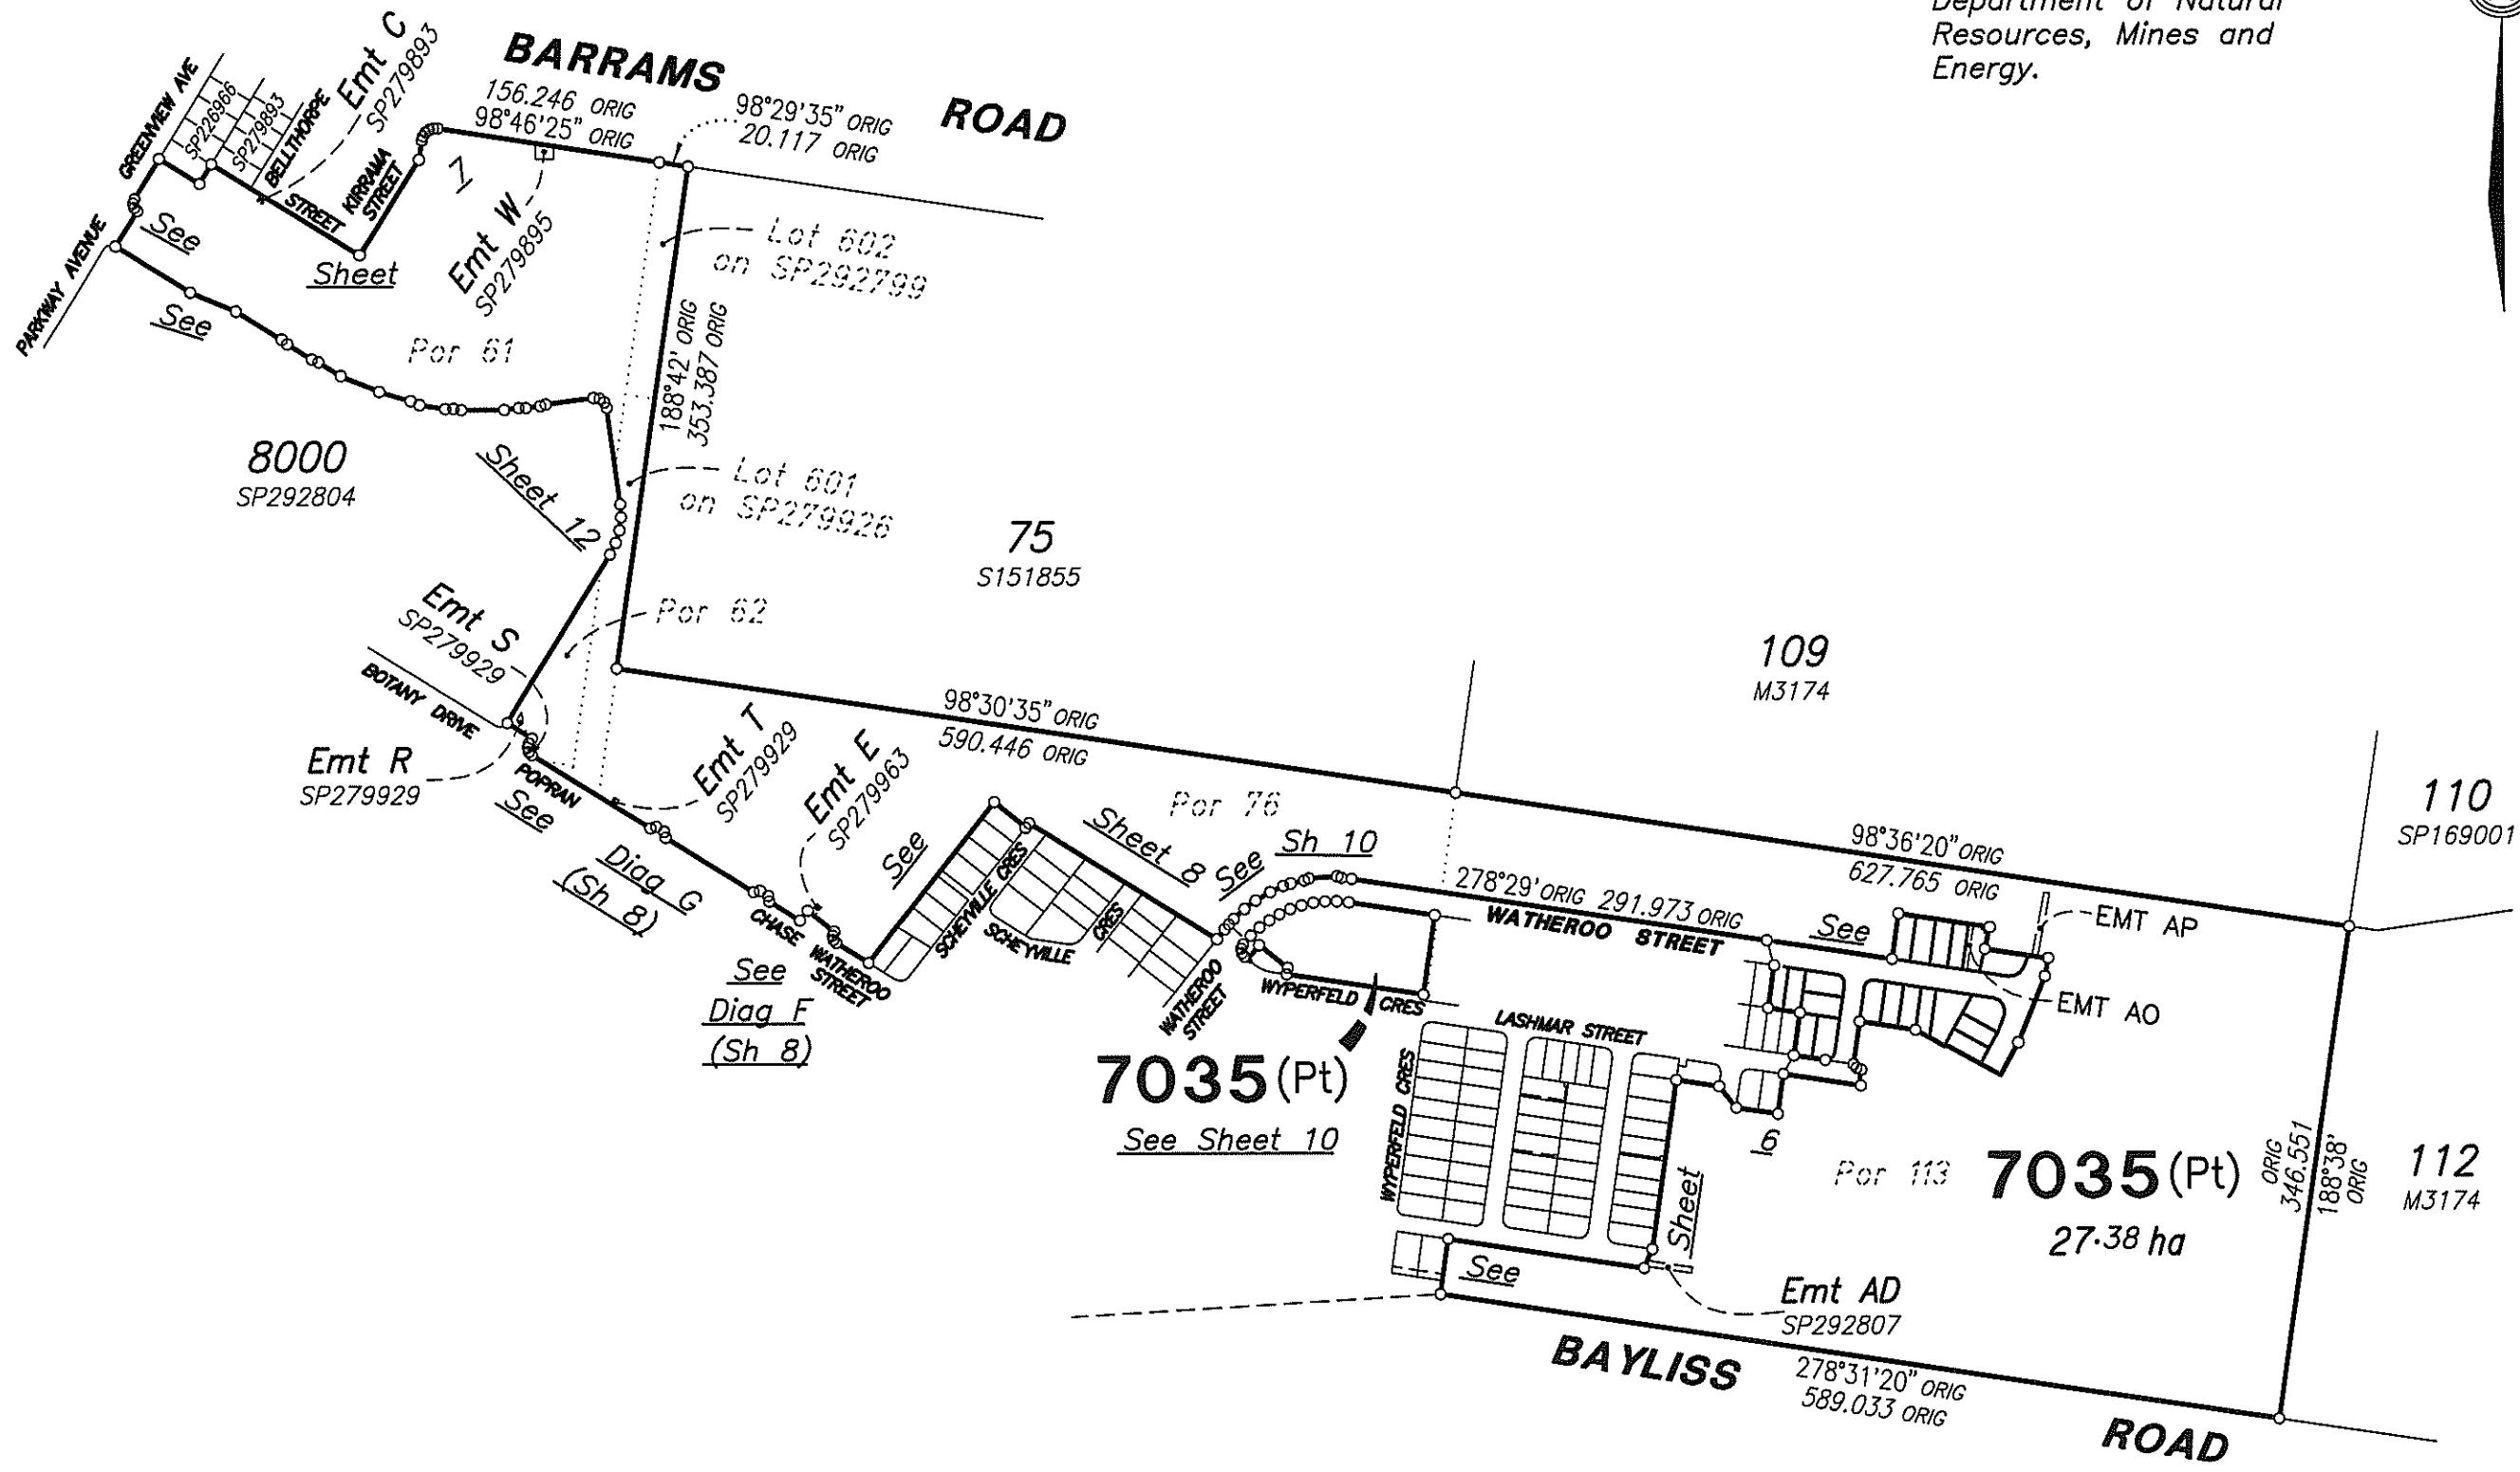 Department of Natural
Resources, Mines and
Energy.
BARRAMS
ROAD
156.246 ORIG
98°46'25" ORIG
98°29'35" ORIG
20.117 ORIG
GREENVIEW AVE
SP226966
SP279893
BELLTHORPE
STREET
KIRRAMA
STREET
Emt C
SP279893
PARKWAY AVENUE
See
Sheet
7
See
Emt W
SP279895
Lot 602
on SP292799
Por 61
188°42' ORIG
353.387 ORIG
8000
SP292804
Sheet 12
Lot 601
on SP279926
75
S151855
Emt S
SP279929
Por 62
BOTANY DRIVE
Emt R
SP279929
POPRAN
See
Emt T
SP279929
Emt E
SP279963
98°30'35" ORIG
590.446 ORIG
109
M3174
110
SP169001
Diag G
(Sh 8)
CHASE
See
Diag F
(Sh 8)
WATHEROO
STREET
See
Sheet 8
SCHEYVILLE CRES
SCHEYVILLE
CRES
Por 76
See
Sh 10
98°36'20" ORIG
627.765 ORIG
278°29' ORIG 291.973 ORIG
WATHEROO STREET
See
EMT AP
EMT AO
WATHEROO
STREET
WYPERFELD CRES
LASHMAR STREET
WYPERFELD CRES
7035 (Pt)
See Sheet 10
6
Sheet
Por 113
7035 (Pt)
27.38 ha
ORIG
346.551
188°38'
ORIG
112
M3174
See
Emt AD
SP292807
BAYLISS
ROAD
278°31'20" ORIG
589.033 ORIG